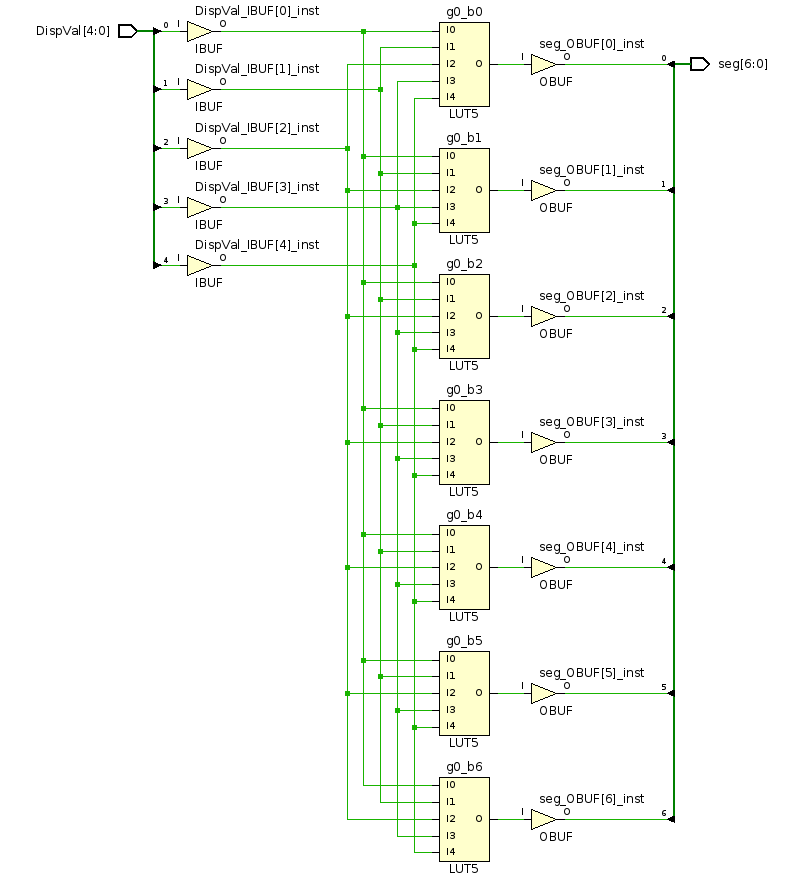 DispVal[4:0]
DispVal_IBUF[0]_inst
0 I O
IBUF
DispVal_IBUF[1]_inst
1 I O
IBUF
DispVal_IBUF[2]_inst
2 I O
IBUF
DispVal_IBUF[3]_inst
3 I O
IBUF
DispVal_IBUF[4]_inst
4 I O
IBUF
g0_b0
I0
I1
I2 O
I3
I4
LUT5
seg_OBUF[0]_inst
I O 0
OBUF
seg[6:0]
g0_b1
I0
I1
I2 O
I3
I4
LUT5
seg_OBUF[1]_inst
I O 1
OBUF
g0_b2
I0
I1
I2 O
I3
I4
LUT5
seg_OBUF[2]_inst
I O 2
OBUF
g0_b3
I0
I1
I2 O
I3
I4
LUT5
seg_OBUF[3]_inst
I O 3
OBUF
g0_b4
I0
I1
I2 O
I3
I4
LUT5
seg_OBUF[4]_inst
I O 4
OBUF
g0_b5
I0
I1
I2 O
I3
I4
LUT5
seg_OBUF[5]_inst
I O 5
OBUF
g0_b6
I0
I1
I2 O
I3
I4
LUT5
seg_OBUF[6]_inst
I O 6
OBUF